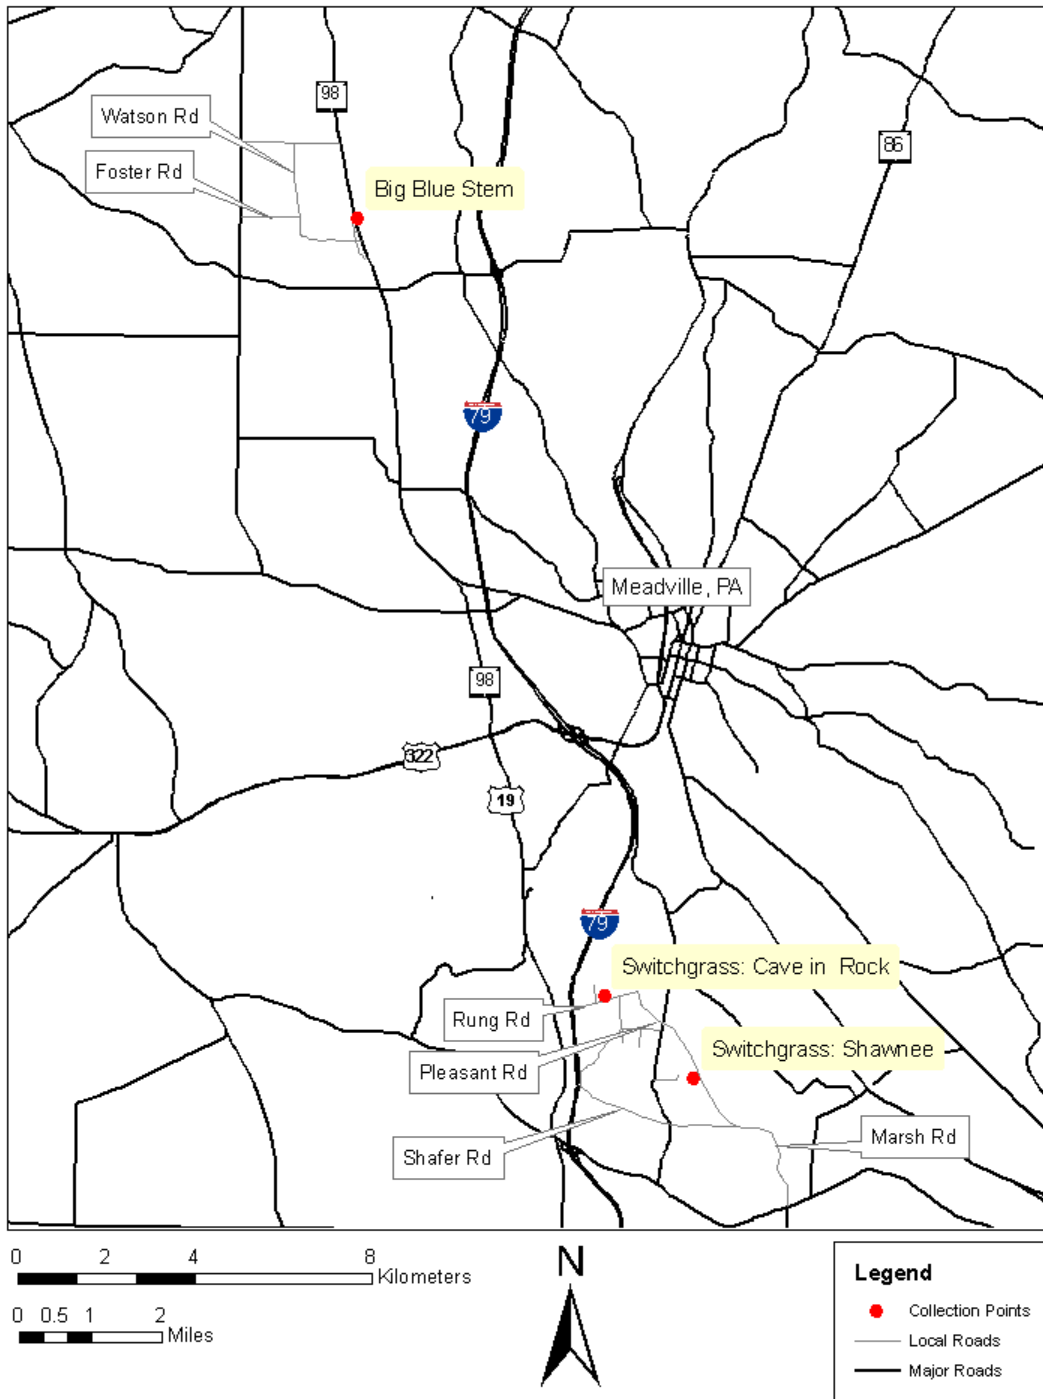 98
Watson Rd
86
Foster Rd
Big Blue Stem
79
Meadville, PA
98
322
19
79
Switchgrass: Cave in Rock
Rung Rd
Switchgrass: Shawnee
Pleasant Rd
Marsh Rd
Shafer Rd
0 2 4 8
Kilometers
0 0.5 1 2
Miles
N
Legend
Collection Points
Local Roads
Major Roads